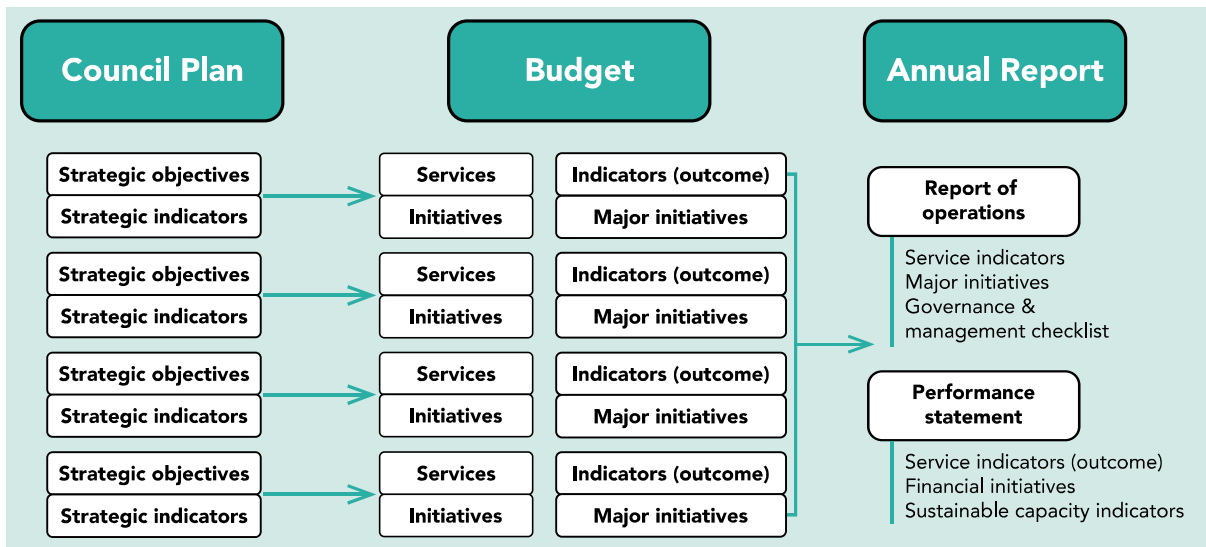 Council Plan
Budget
Annual Report
Strategic objectives
Strategic indicators
Services
Initiatives
Indicators (outcome)
Major initiatives
Strategic objectives
Strategic indicators
Services
Initiatives
Indicators (outcome)
Major initiatives
Strategic objectives
Strategic indicators
Services
Initiatives
Indicators (outcome)
Major initiatives
Strategic objectives
Strategic indicators
Services
Initiatives
Indicators (outcome)
Major initiatives
Report of
operations
Service indicators
Major initiatives
Governance &
management checklist
Performance
statement
Service indicators (outcome)
Financial initiatives
Sustainable capacity indicators